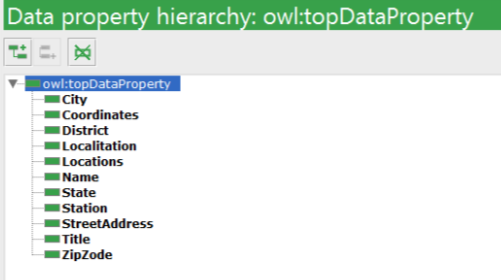 Data property hierarchy: owl:topDataProperty
owl:topDataProperty
City
Coordinates
District
Localitation
Locations
Name
State
Station
StreetAddress
Title
ZipZode